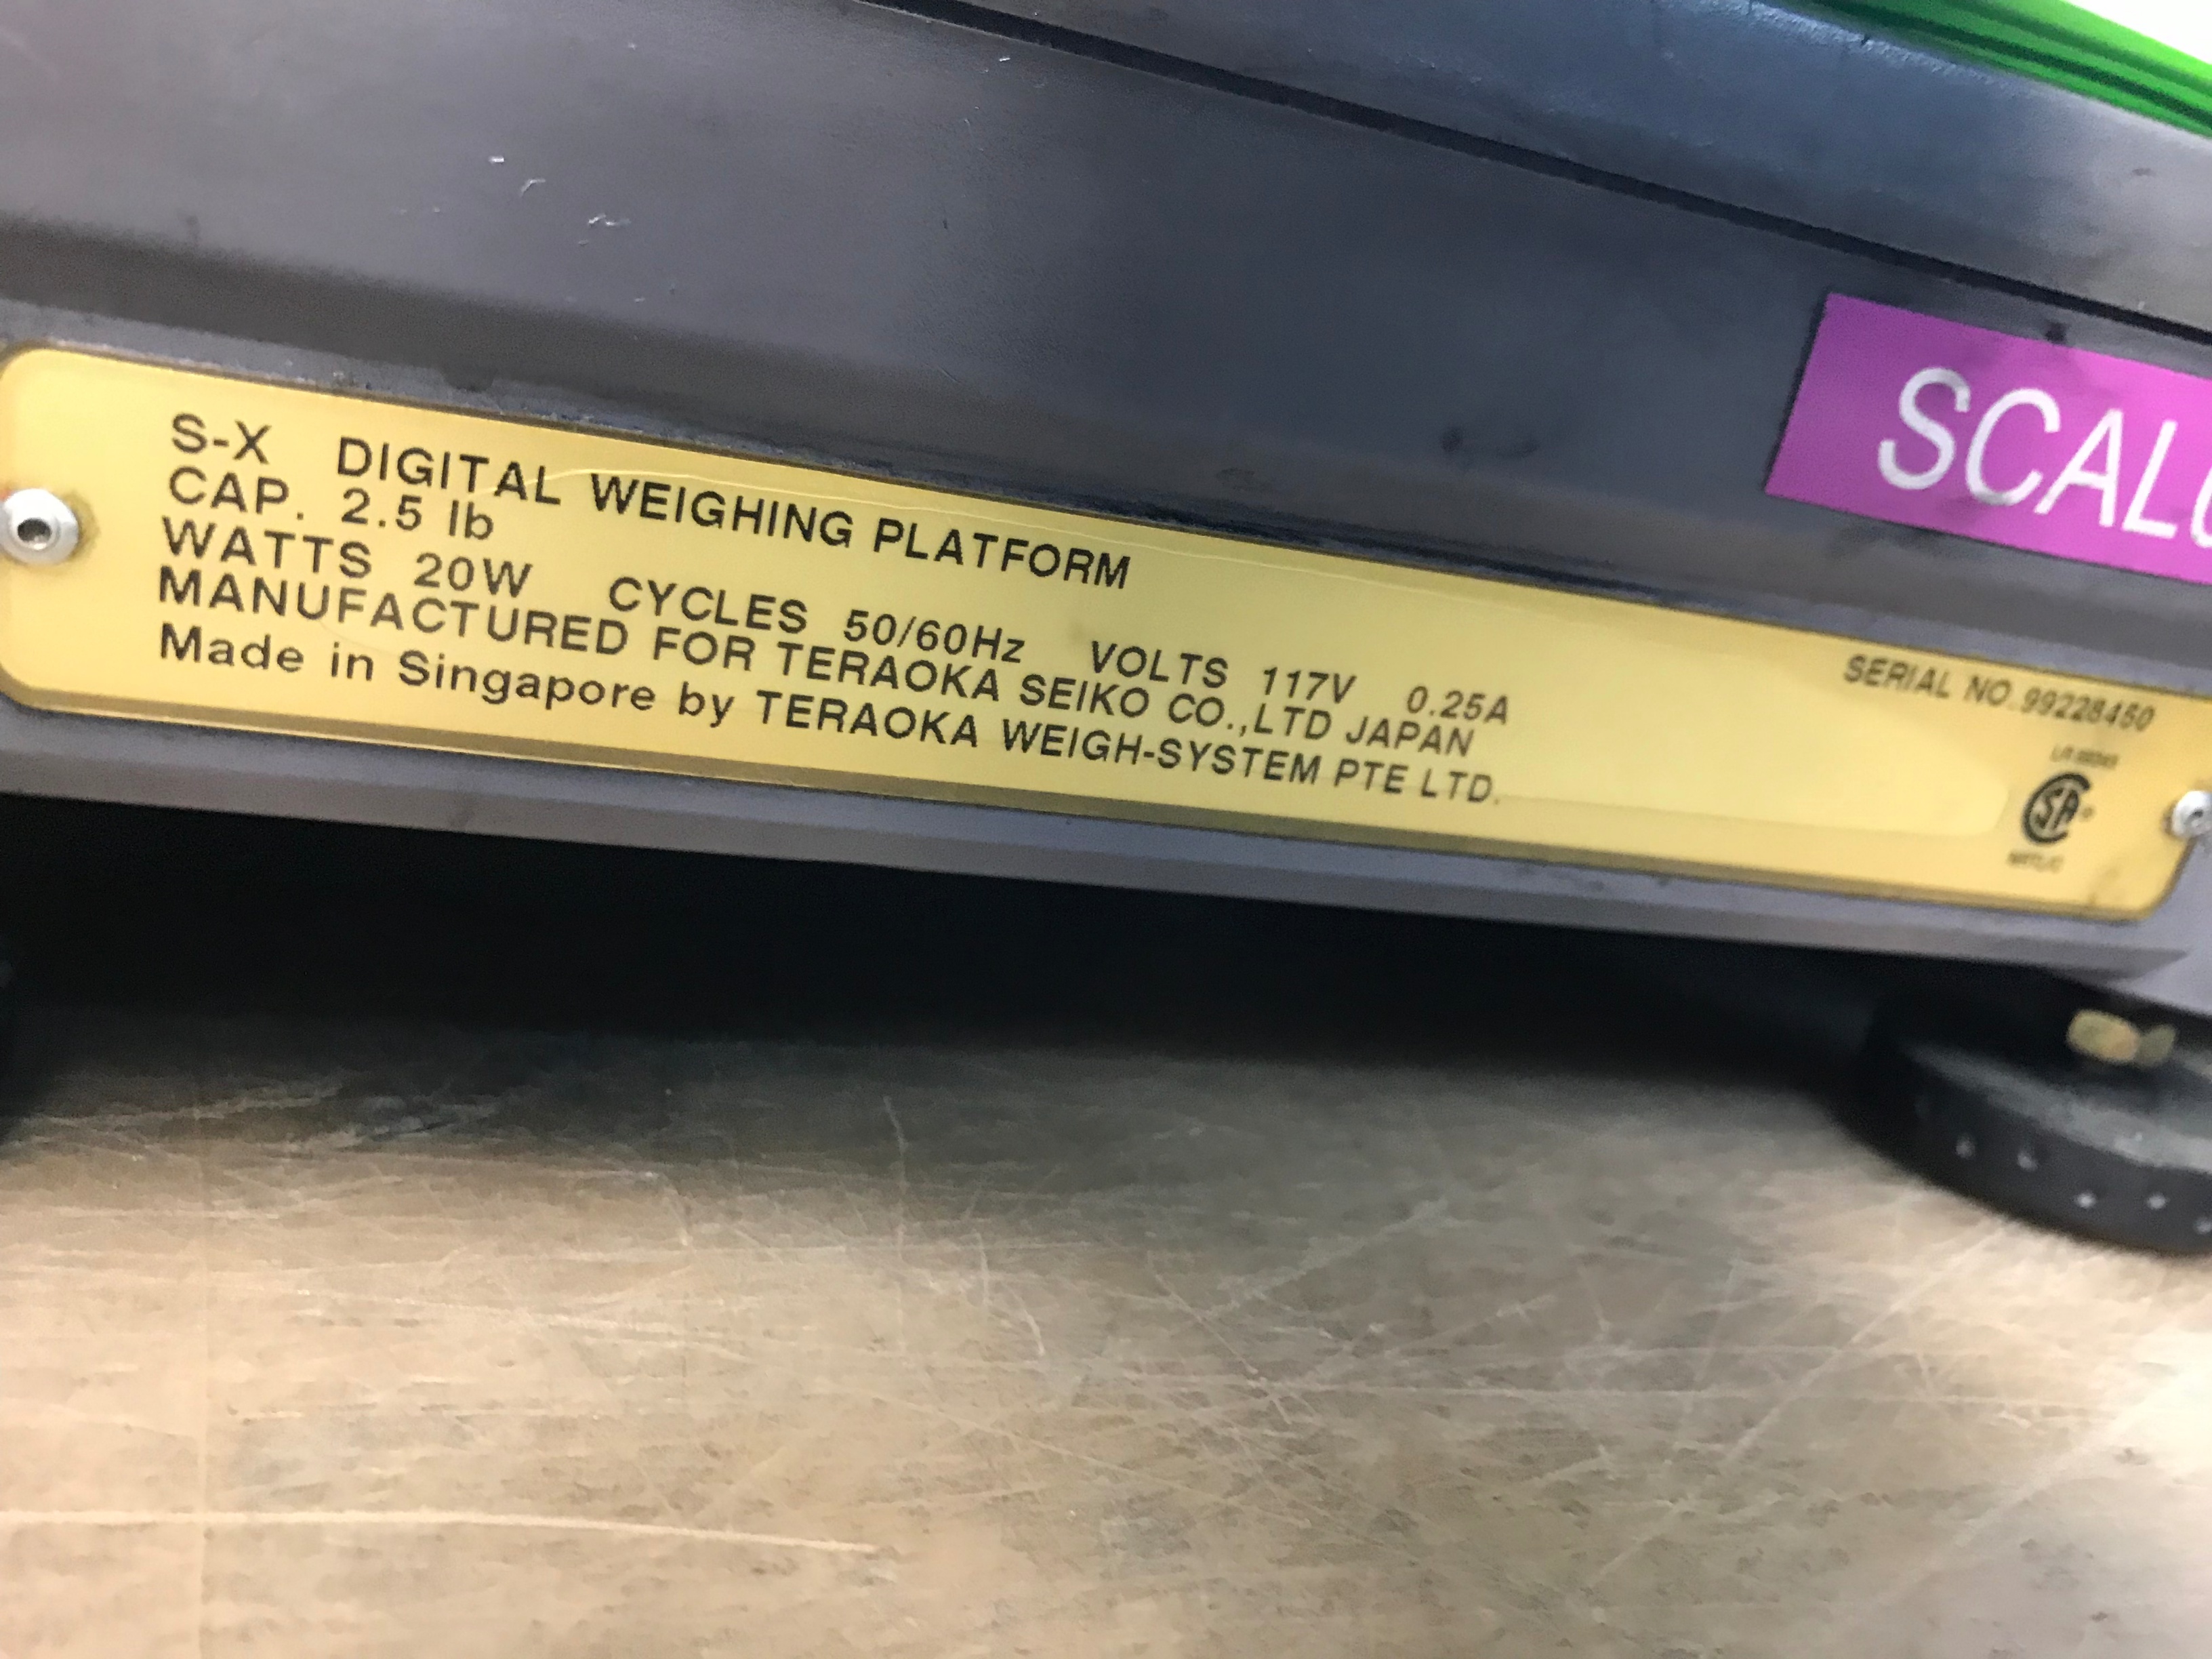 SCAL
S-X DIGITAL WEIGHING PLATFORM
CAP. 2.5 lb
WATTS 20W CYCLES 50/60Hz VOLTS 117V 0.25A
MANUFACTURED FOR TERAOKA SEIKO CO.,LTD JAPAN
Made in Singapore by TERAOKA WEIGH-SYSTEM PTE LTD.
SERIAL NO. 99228460
SA